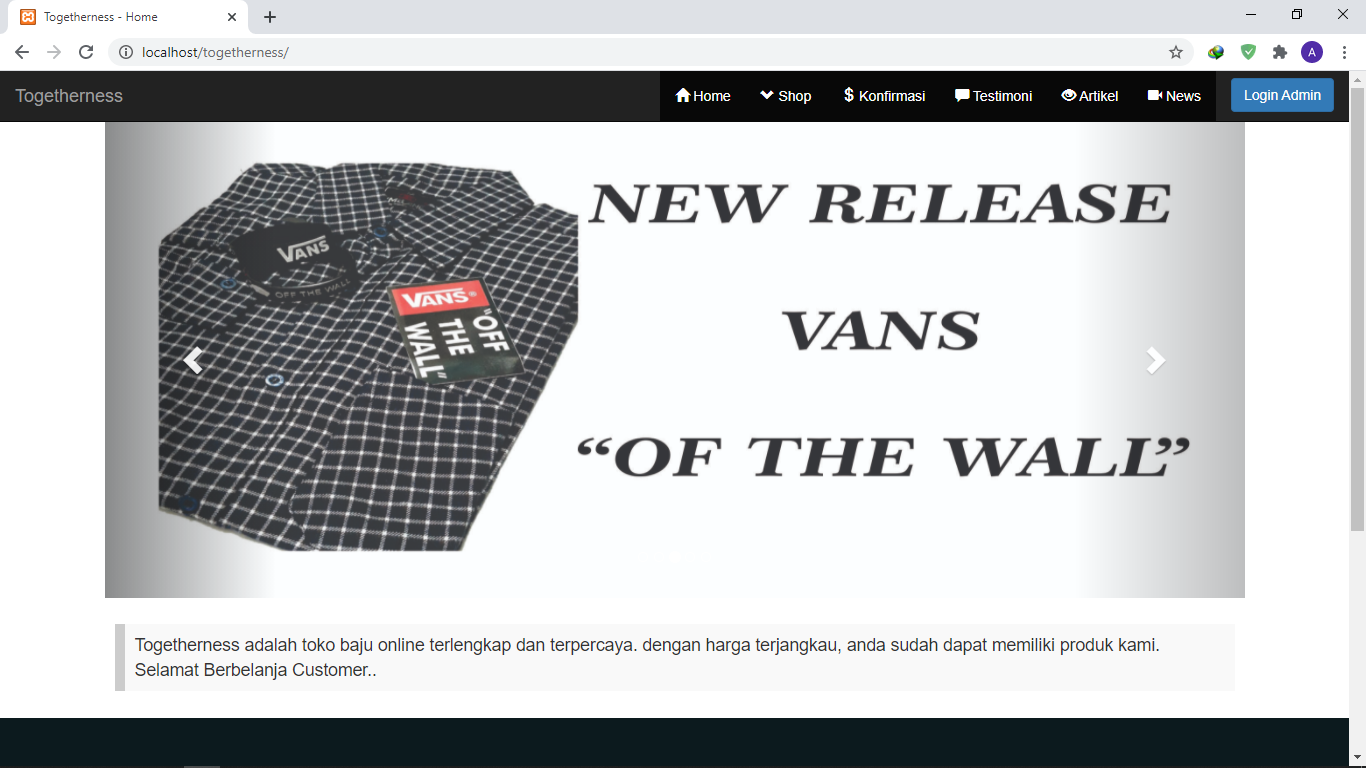 Togetherness - Home
localhost/togetherness/
A
Togetherness
Home
Shop
$ Konfirmasi
Testimoni
Artikel
News
Login Admin
VANS
OFF THE WALL
VANS®
"OFF
THE
WALL"
NEW RELEASE
VANS
“OF THE WALL”
Togetherness adalah toko baju online terlengkap dan terpercaya. dengan harga terjangkau, anda sudah dapat memiliki produk kami.
Selamat Berbelanja Customer..